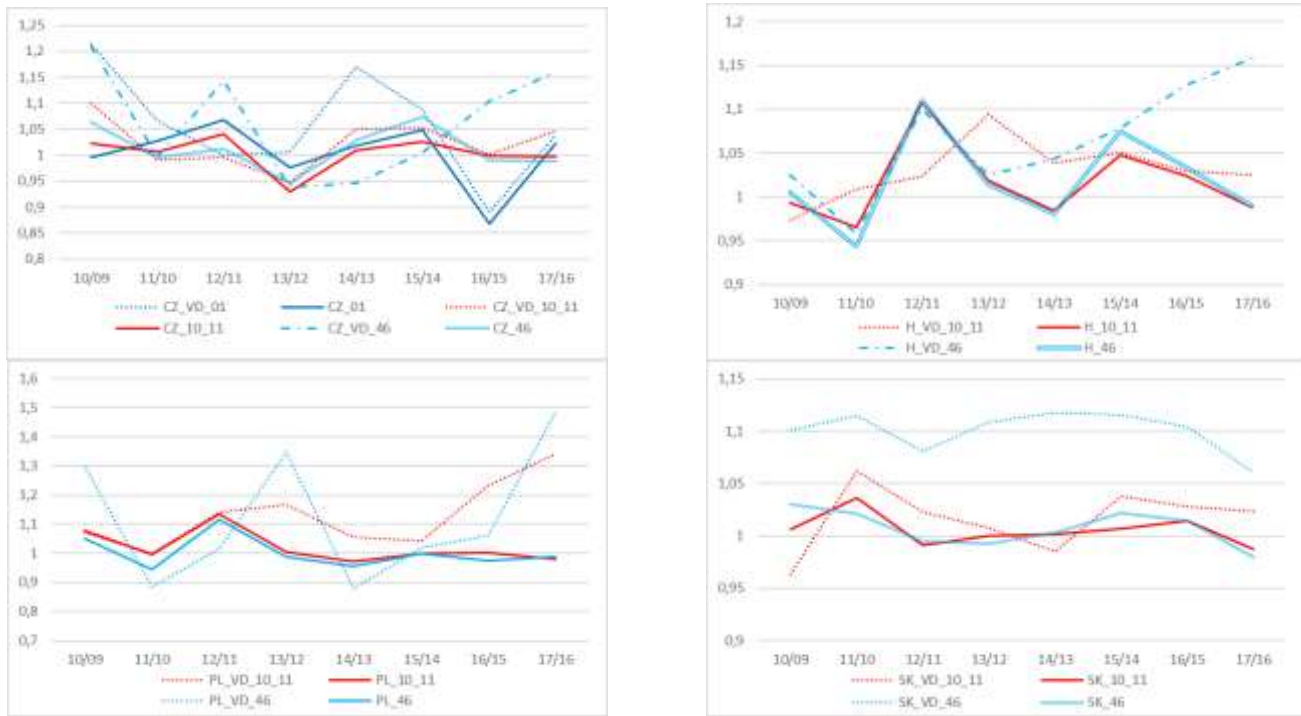 1,25
1,2
1,15
1,1
1,05
1
0,95
0,9
0,85
0,8
10/09 11/10 12/11 13/12 14/13 15/14 16/15 17/16
CZ_VD_01 CZ_01 CZ_VD_10_11
CZ_10_11 CZ_VD_46 CZ_46
1,2
1,15
1,1
1,05
1
0,95
0,9
10/09 11/10 12/11 13/12 14/13 15/14 16/15 17/16
H_VD_10_11 H_10_11
H_VD_46 H_46
1,6
1,5
1,4
1,3
1,2
1,1
1
0,9
0,8
0,7
10/09 11/10 12/11 13/12 14/13 15/14 16/15 17/16
PL_VD_10_11 PL_10_11
PL_VD_46 PL_46
1,15
1,1
1,05
1
0,95
0,9
10/09 11/10 12/11 13/12 14/13 15/14 16/15 17/16
SK_VD_10_11 SK_10_11
SK_VD_46 SK_46